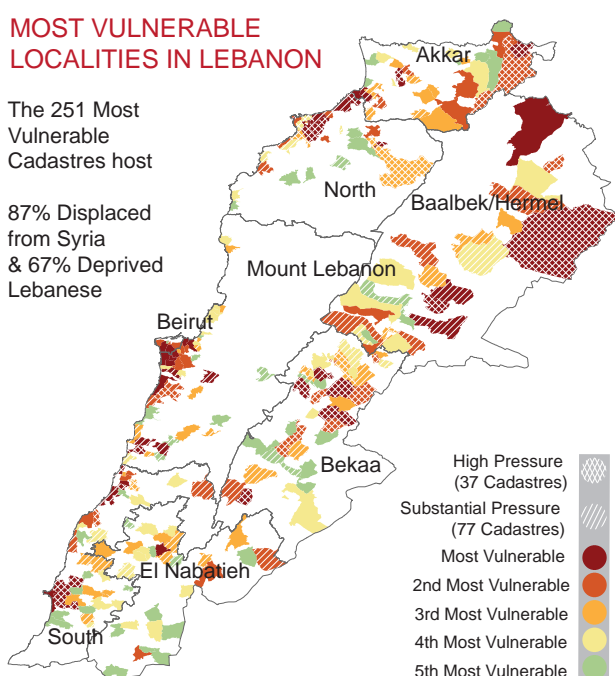 MOST VULNERABLE
LOCALITIES IN LEBANON
The 251 Most
Vulnerable
Cadastres host
87% Displaced
from Syria
& 67% Deprived
Lebanese
Akkar
North
Baalbek/Hermel
Mount Lebanon
Beirut
Bekaa
El Nabatieh
South
High Pressure
(37 Cadastres)
Substantial Pressure
(77 Cadastres)
Most Vulnerable
2nd Most Vulnerable
3rd Most Vulnerable
4th Most Vulnerable
5th Most Vulnerable